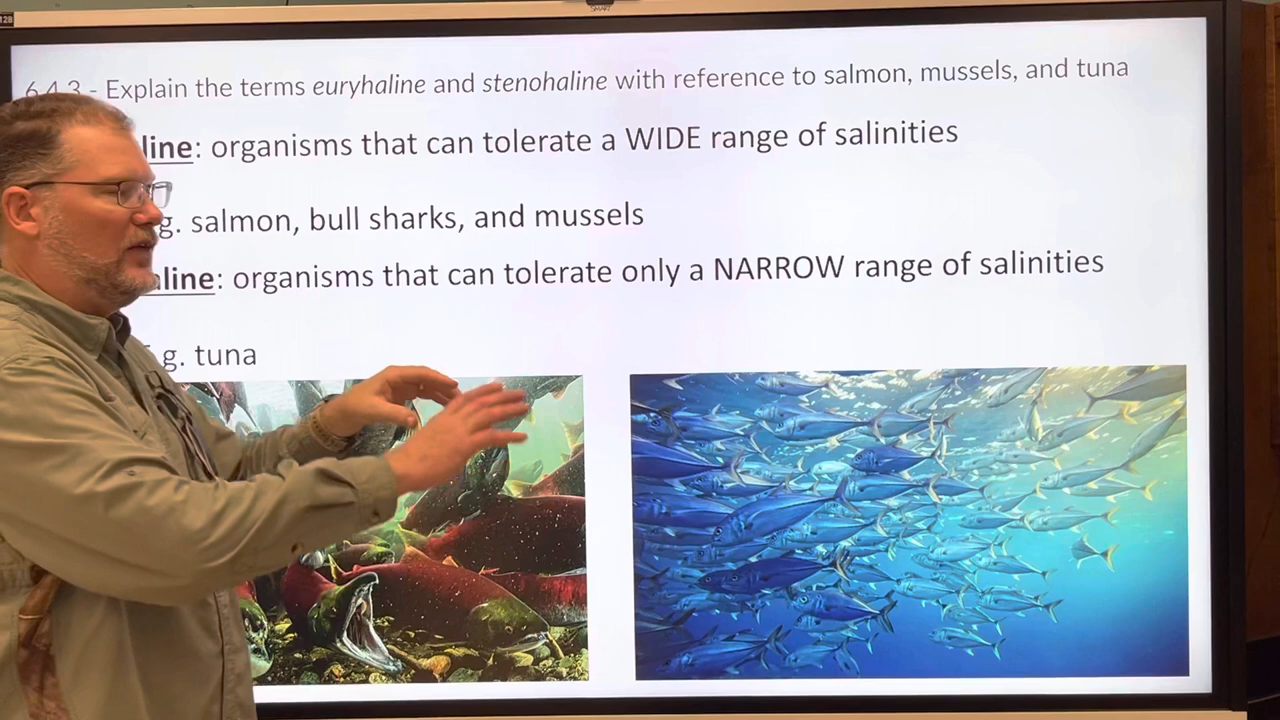 128
SMART
6.4.3 - Explain the terms euryhaline and stenohaline with reference to salmon, mussels, and tuna
line: organisms that can tolerate a WIDE range of salinities
g. salmon, bull sharks, and mussels
line: organisms that can tolerate only a NARROW range of salinities
g. tuna